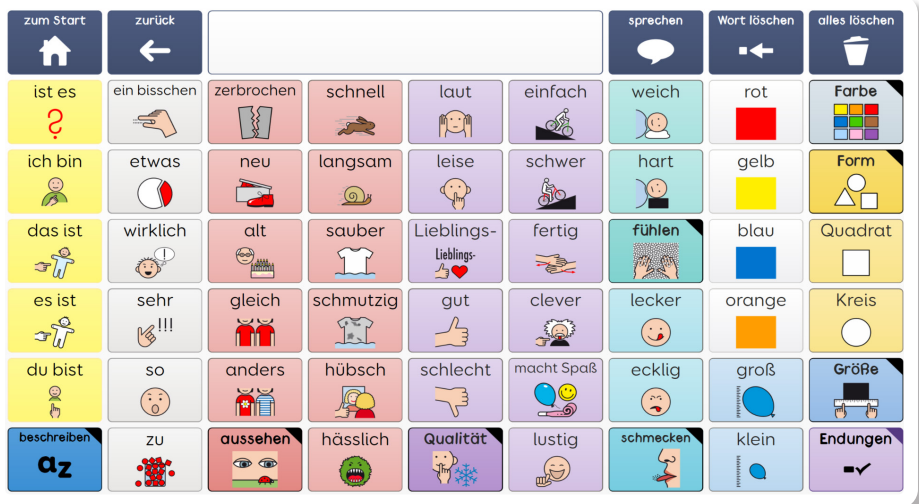 zum Start zurück sprechen Wort löschen alles löschen
ist es ein bisschen zerbrochen schnell laut einfach weich rot Farbe
ich bin etwas neu langsam leise schwer hart gelb Form
das ist wirklich alt sauber Lieblings- fertig fühlen blau Quadrat
Lieblings-
es ist sehr gleich schmutzig gut clever lecker orange Kreis
!!!
du bist so anders hübsch schlecht macht Spaß ecklig groß Größe
beschreiben zu aussehen hässlich Qualität lustig schmecken klein Endungen
az